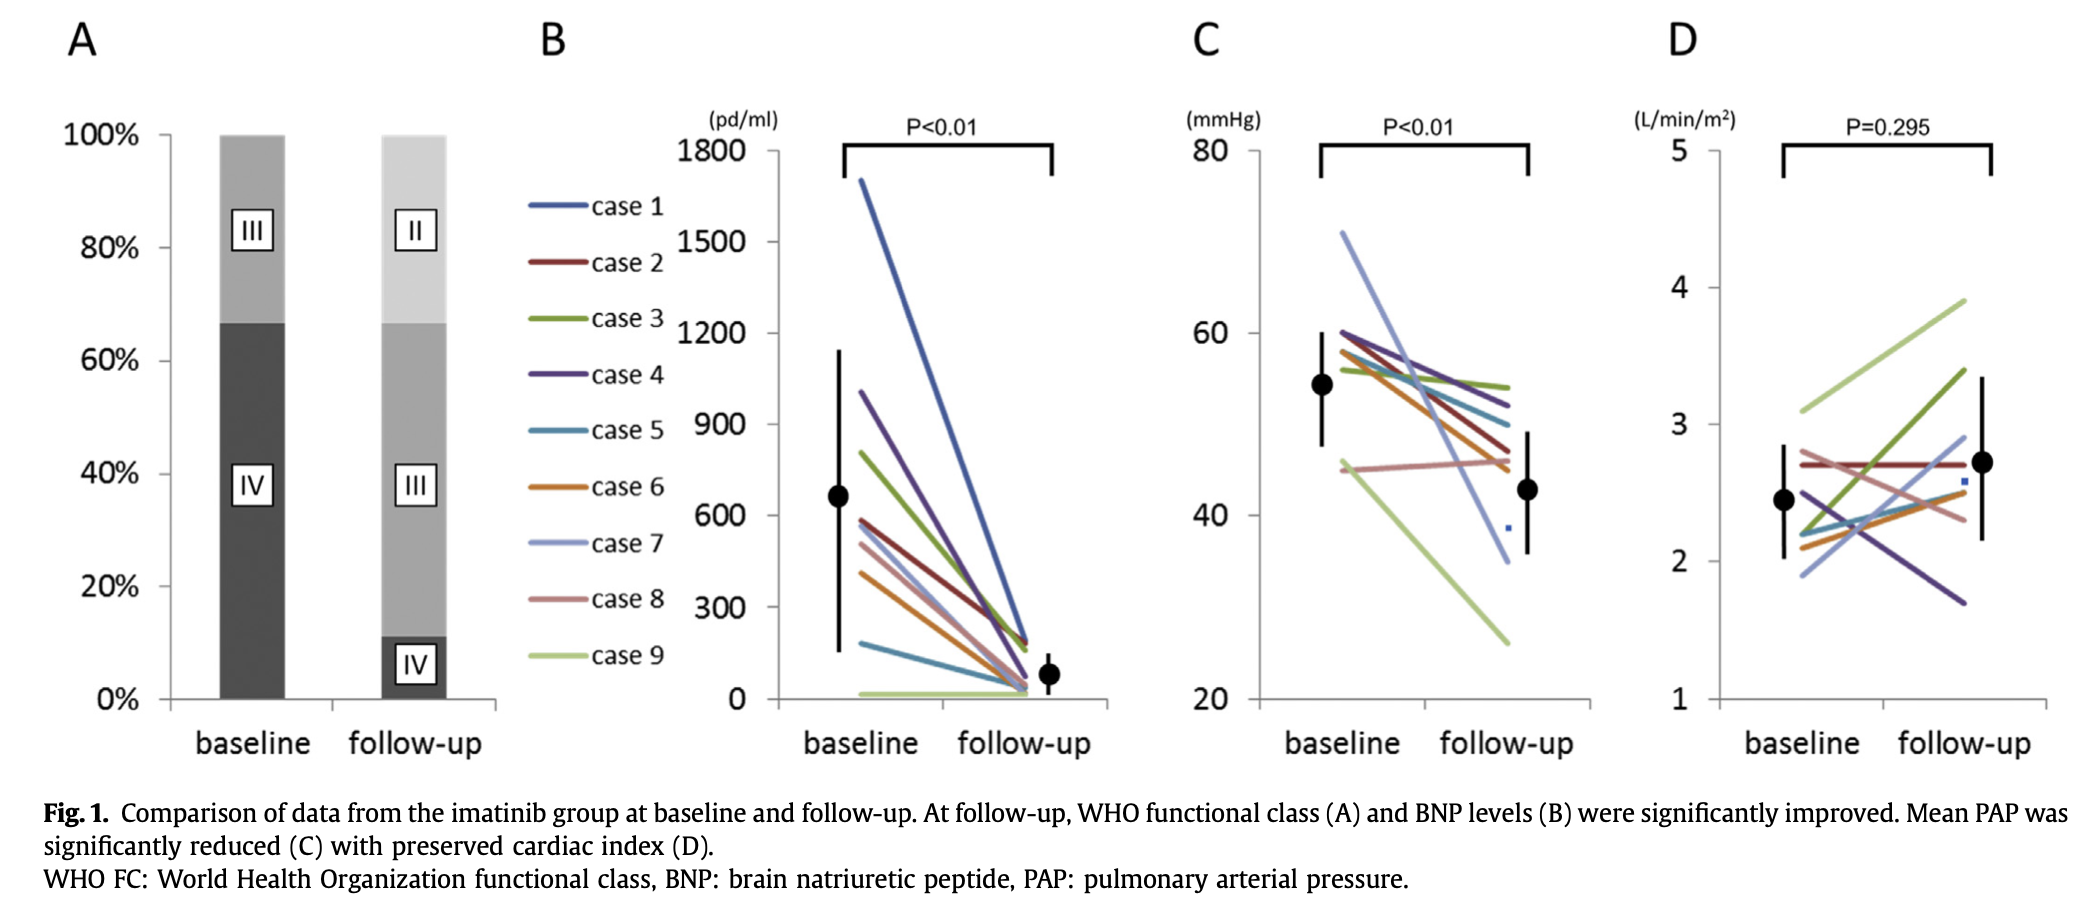 A
B
C
D
(pd/ml)
(mmHg)
(L/min/m²)
P<0.01
P<0.01
P=0.295
100%
80%
60%
40%
20%
0%
III
IV
II
III
IV
baseline
follow-up
case 1
case 2
case 3
case 4
case 5
case 6
case 7
case 8
case 9
1800
1500
1200
900
600
300
0
baseline
follow-up
80
60
40
20
baseline
follow-up
5
4
3
2
1
baseline
follow-up
Fig. 1. Comparison of data from the imatinib group at baseline and follow-up. At follow-up, WHO functional class (A) and BNP levels (B) were significantly improved. Mean PAP was
significantly reduced (C) with preserved cardiac index (D).
WHO FC: World Health Organization functional class, BNP: brain natriuretic peptide, PAP: pulmonary arterial pressure.